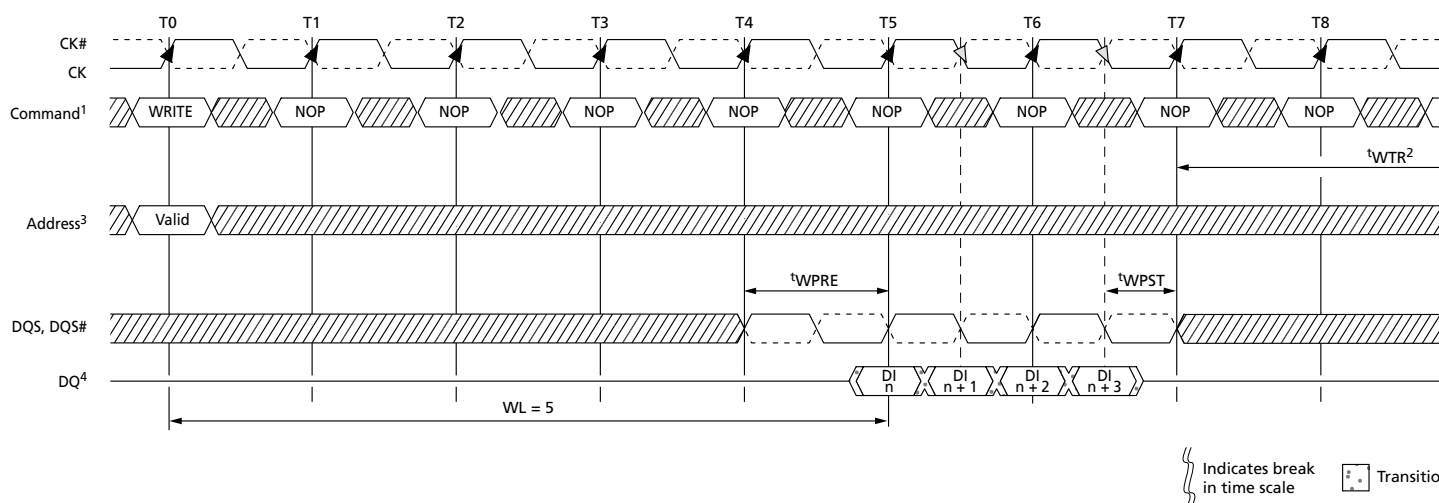 T0 T1 T2 T3 T4 T5 T6 T7 T8
CK#
CK
Command¹ WRITE NOP NOP NOP NOP NOP NOP NOP NOP
ᵗWTR²
Address³ Valid
ᵗWPRE ᵗWPST
DQS, DQS#
DQ⁴ DI n DI n + 1 DI n + 2 DI n + 3
WL = 5
Indicates break
in time scale
Transitio